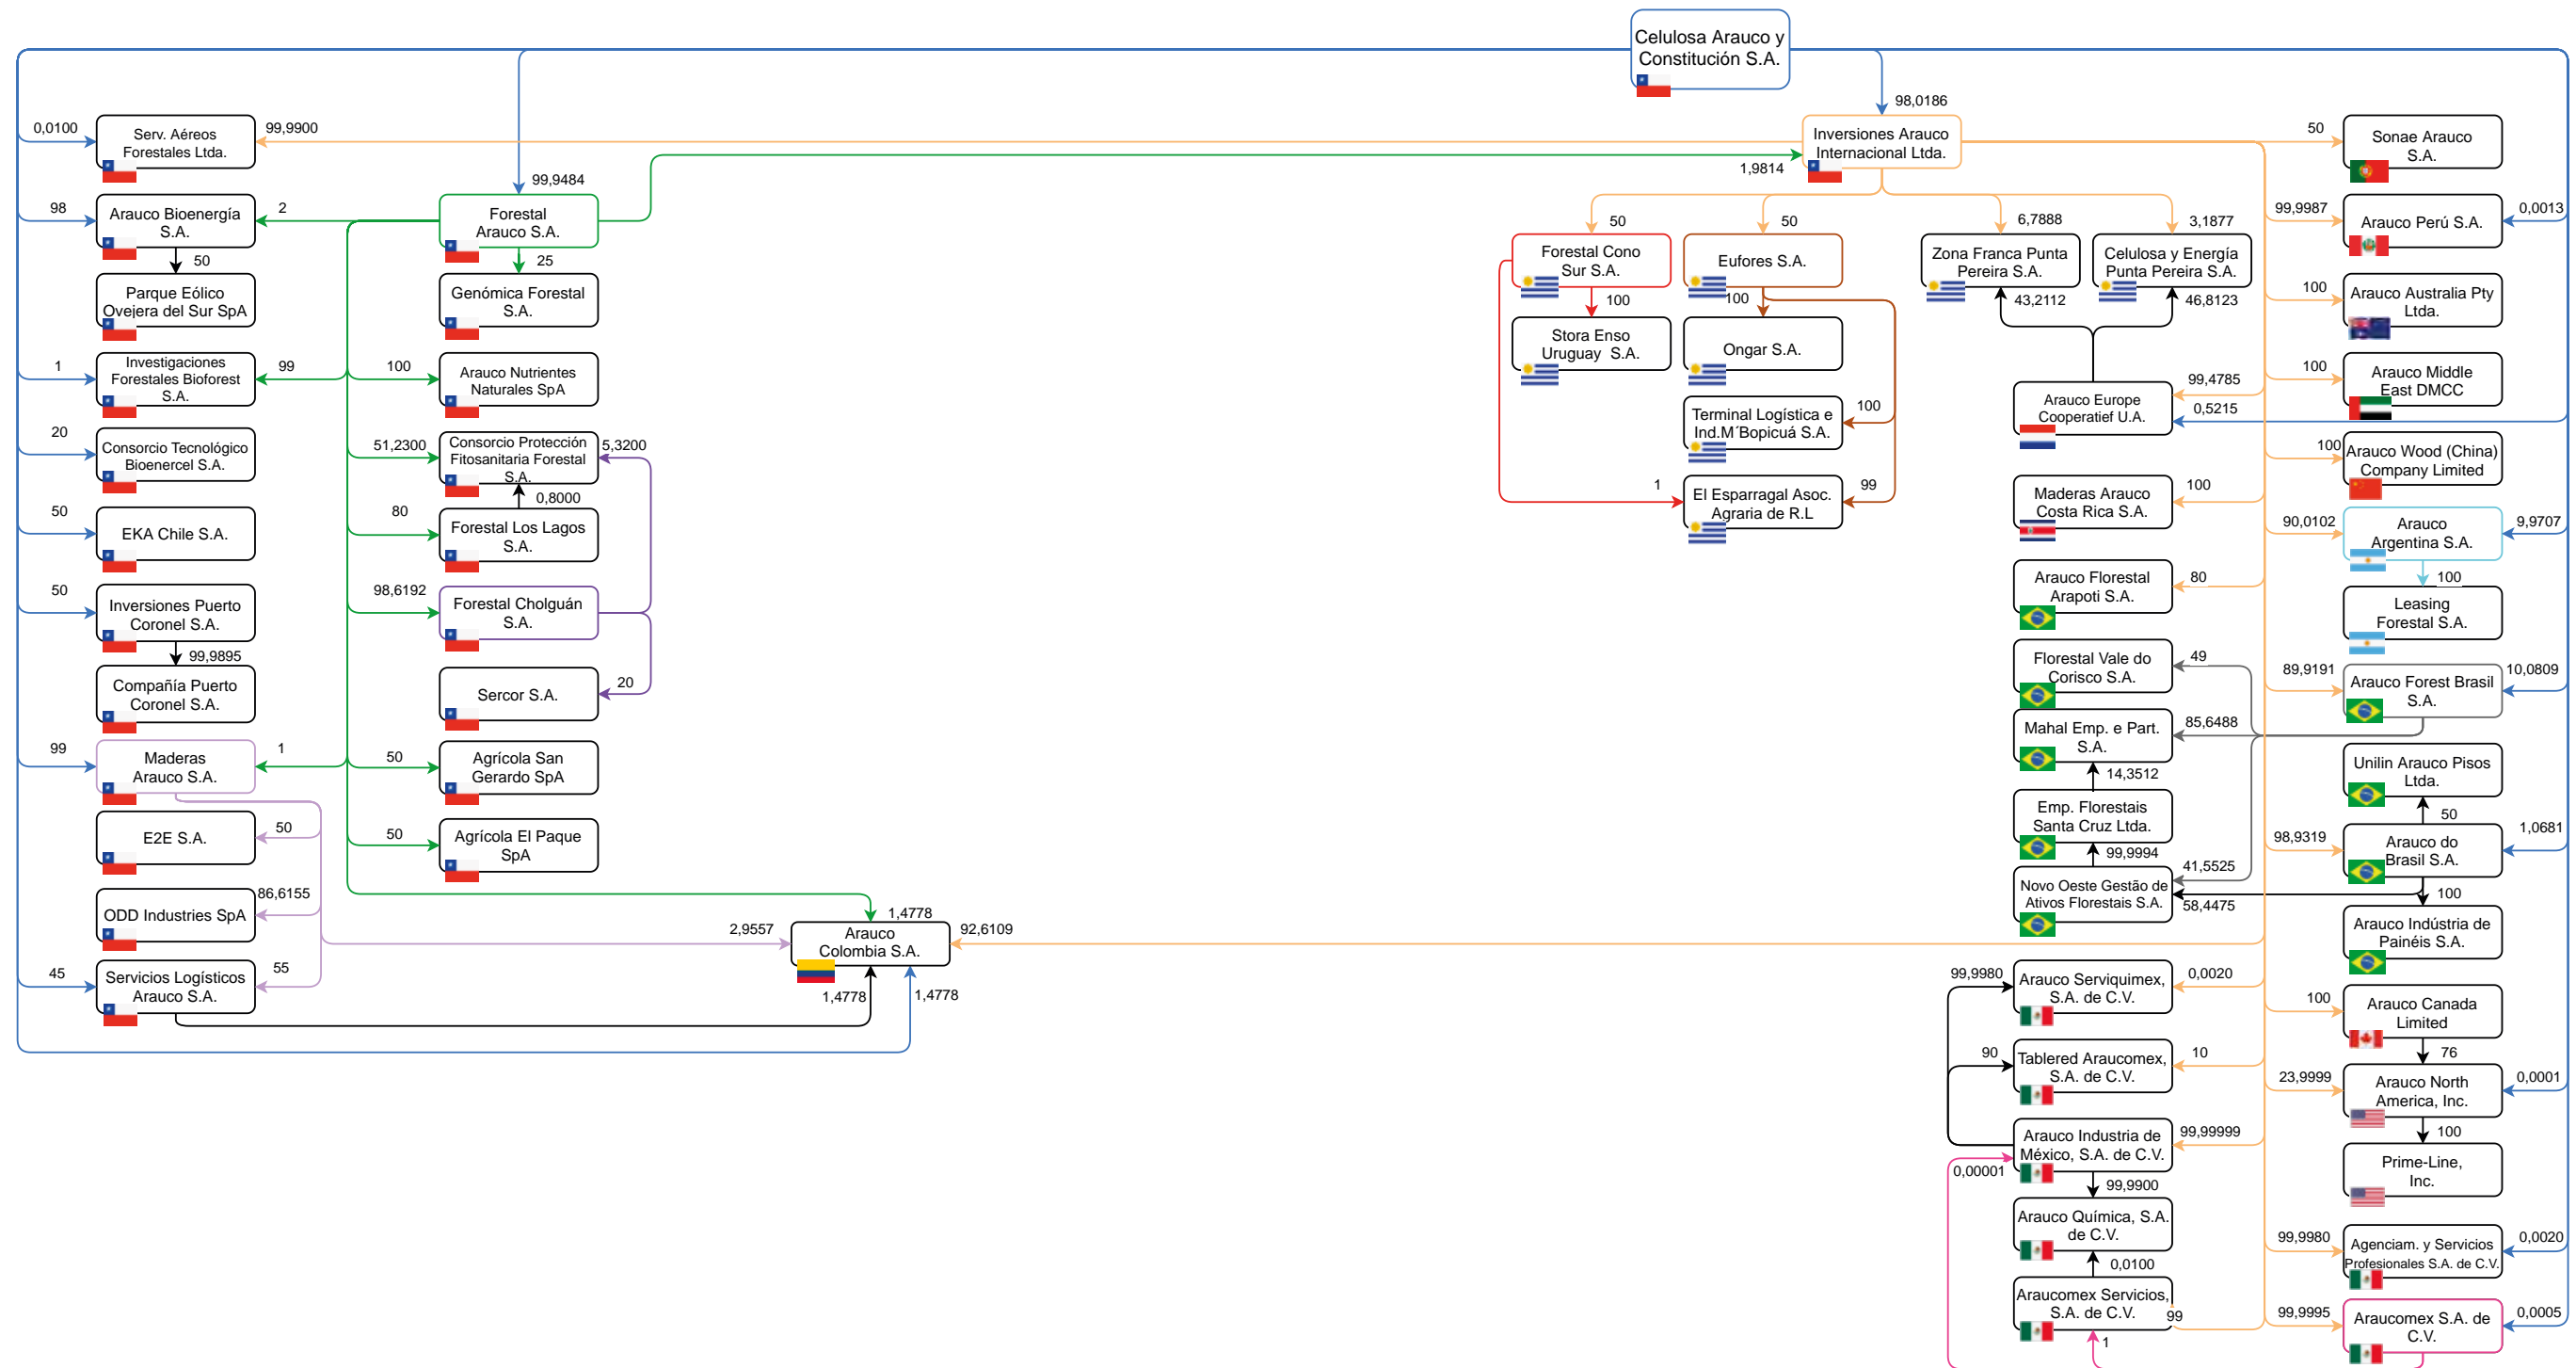 Celulosa Arauco y
Constitución S.A.
98,0186
0,0100
Serv. Aéreos
Forestales Ltda.
99,9900
Inversiones Arauco
Internacional Ltda.
1,9814
50
Sonae Arauco
S.A.
99,9484
98
Arauco Bioenergía
S.A.
2
Forestal
Arauco S.A.
50
50
6,7888
3,1877
99,9987
Arauco Perú S.A.
0,0013
50
25
Forestal Cono
Sur S.A.
Eufores S.A.
Zona Franca Punta
Pereira S.A.
Celulosa y Energía
Punta Pereira S.A.
Parque Eólico
Ovejera del Sur SpA
Genómica Forestal
S.A.
100
100
43,2112
46,8123
100
Arauco Australia Pty
Ltda.
Stora Enso
Uruguay S.A.
Ongar S.A.
1
Investigaciones
Forestales Bioforest
S.A.
99
100
Arauco Nutrientes
Naturales SpA
100
Arauco Middle
East DMCC
Arauco Europe
Cooperatief U.A.
99,4785
0,5215
Terminal Logística e
Ind.M´Bopicuá S.A.
100
20
Consorcio Tecnológico
Bioenercel S.A.
51,2300
Consorcio Protección
Fitosanitaria Forestal
S.A.
5,3200
0,8000
100
Arauco Wood (China)
Company Limited
1
El Esparragal Asoc.
Agraria de R.L
99
Maderas Arauco
Costa Rica S.A.
100
50
EKA Chile S.A.
80
Forestal Los Lagos
S.A.
90,0102
Arauco
Argentina S.A.
9,9707
100
Arauco Florestal
Arapoti S.A.
80
50
Inversiones Puerto
Coronel S.A.
98,6192
Forestal Cholguán
S.A.
Leasing
Forestal S.A.
99,9895
Compañía Puerto
Coronel S.A.
Sercor S.A.
20
Florestal Vale do
Corisco S.A.
49
89,9191
Arauco Forest Brasil
S.A.
10,0809
Mahal Emp. e Part.
S.A.
85,6488
14,3512
99
Maderas
Arauco S.A.
1
50
Agrícola San
Gerardo SpA
Unilin Arauco Pisos
Ltda.
50
Emp. Florestais
Santa Cruz Ltda.
99,9994
E2E S.A.
50
50
Agrícola El Paque
SpA
98,9319
Arauco do
Brasil S.A.
1,0681
Novo Oeste Gestão de
Ativos Florestais S.A.
41,5525
58,4475
100
ODD Industries SpA
86,6155
1,4778
2,9557
Arauco
Colombia S.A.
92,6109
1,4778
1,4778
Arauco Indústria de
Painéis S.A.
45
Servicios Logísticos
Arauco S.A.
55
99,9980
Arauco Serviquimex,
S.A. de C.V.
0,0020
100
Arauco Canada
Limited
76
90
Tablered Araucomex,
S.A. de C.V.
10
23,9999
Arauco North
America, Inc.
0,0001
100
Arauco Industria de
México, S.A. de C.V.
99,99999
0,00001
99,9900
Prime-Line,
Inc.
Arauco Química, S.A.
de C.V.
0,0100
99,9980
Agenciam. y Servicios
Profesionales S.A. de C.V.
0,0020
Araucomex Servicios,
S.A. de C.V.
99
1
99,9995
Araucomex S.A. de
C.V.
0,0005